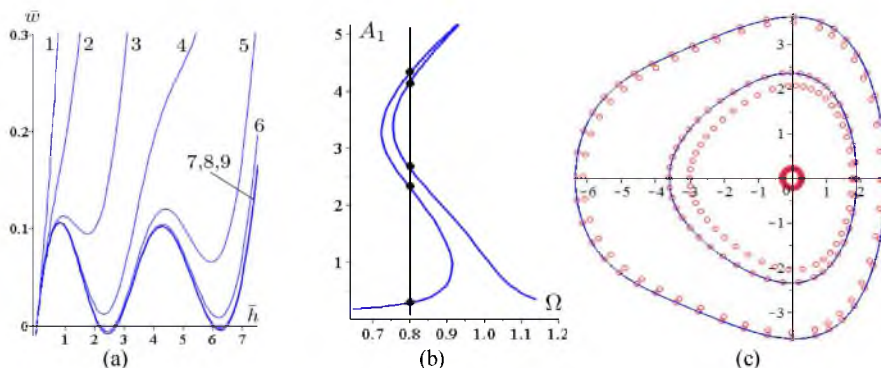 w̄
0.3
0.2
0.1
0
1 2 3 4 5 6
7,8,9
h̄
1 2 3 4 5 6 7
(a)
A₁
5
4
3
2
1
Ω
0.7 0.8 0.9 1.0 1.1 1.2
(b)
3
2
1
-6 -5 -4 -3 -2 -1 0 1 2
-1
-2
-3
(c)